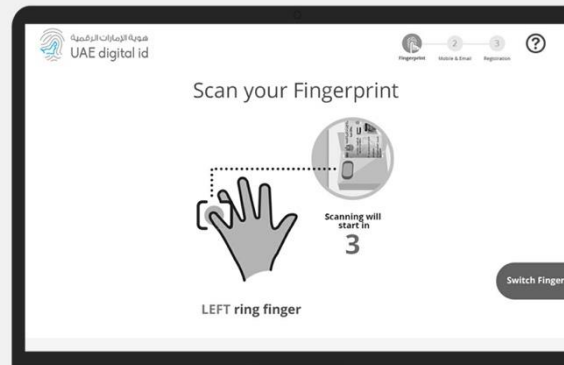 هوية الإمارات الرقمية
UAE digital id
2
3
Fingerprint
Mobile & Email
Registration
?
Scan your Fingerprint
Scanning will
start in
3
LEFT ring finger
Switch Finger